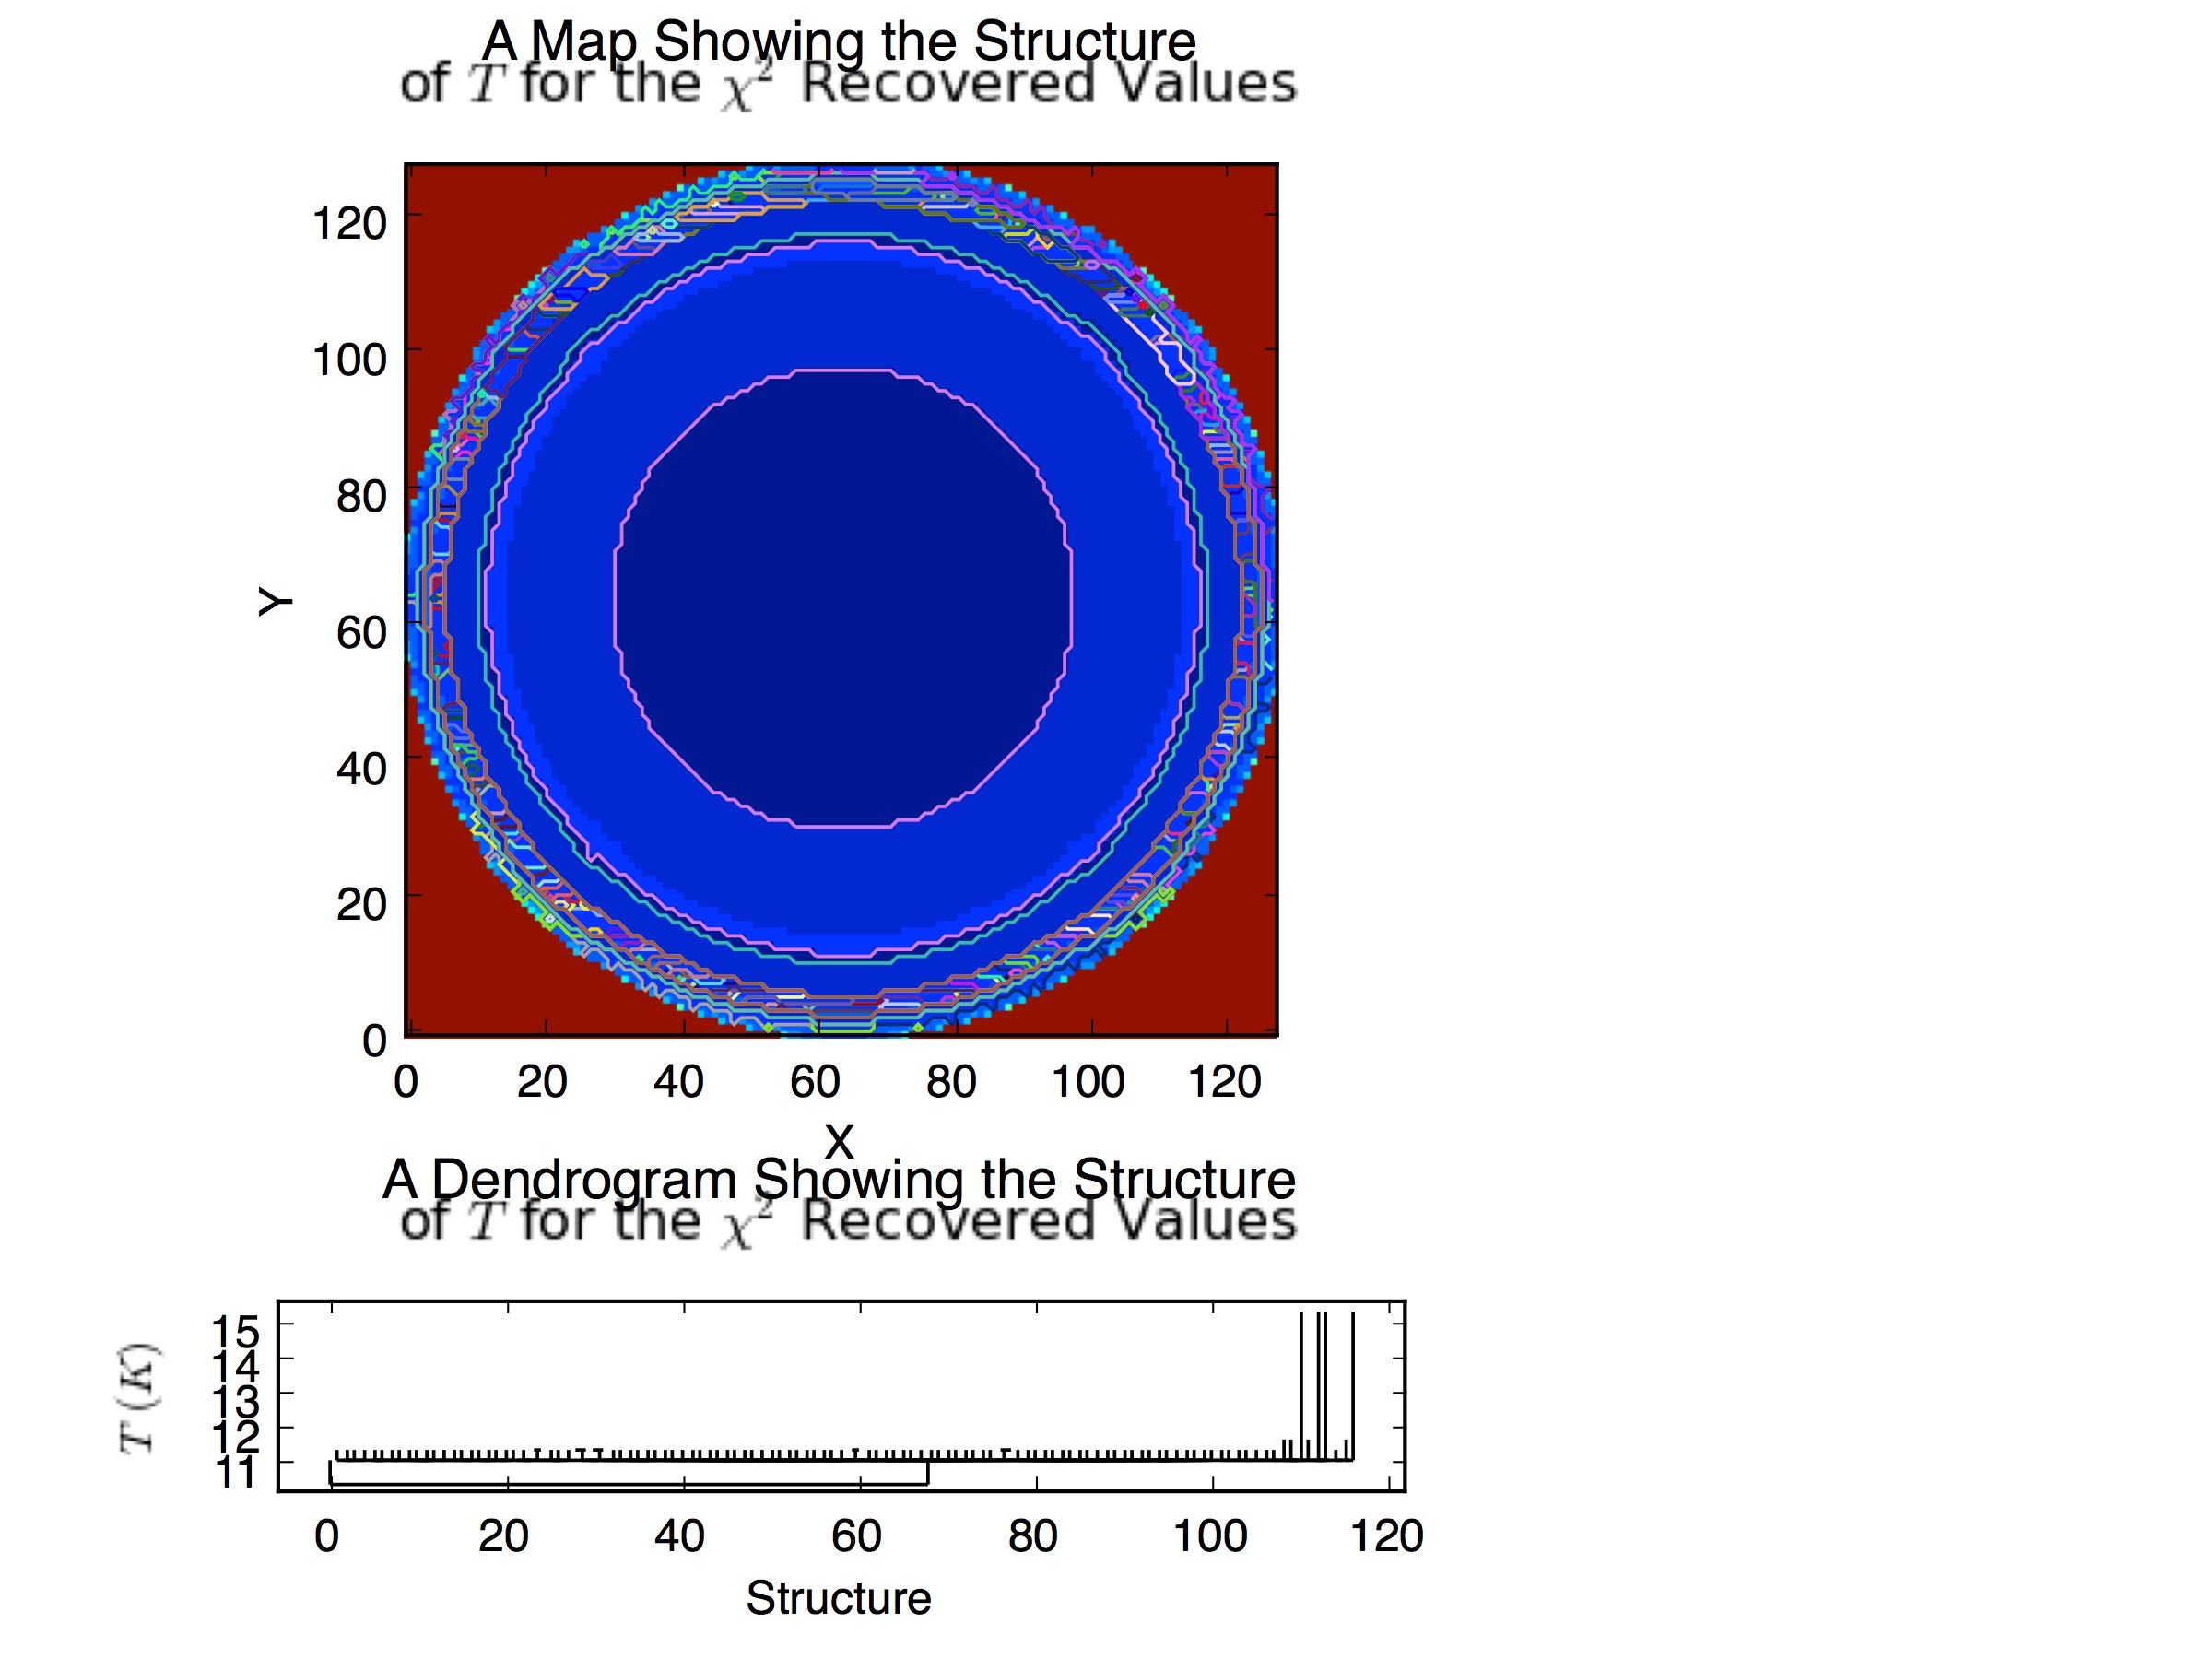 A Map Showing the Structure
of T for the χ² Recovered Values
120
100
80
60
40
20
0
Y
0 20 40 60 80 100 120
X
A Dendrogram Showing the Structure
of T for the χ² Recovered Values
15
14
13
12
11
T (K)
0 20 40 60 80 100 120
Structure